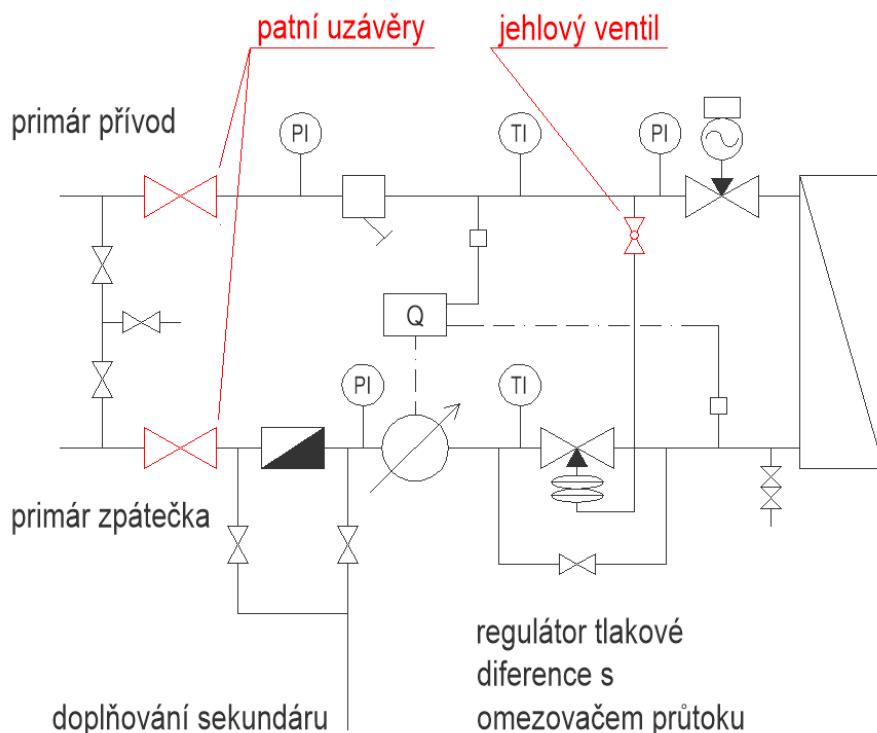 patní uzávěry
jehlový ventil
primár přívod
PI
TI
PI
Q
PI
TI
primár zpátečka
regulátor tlakové
diference s
omezovačem průtoku
doplňování sekundáru